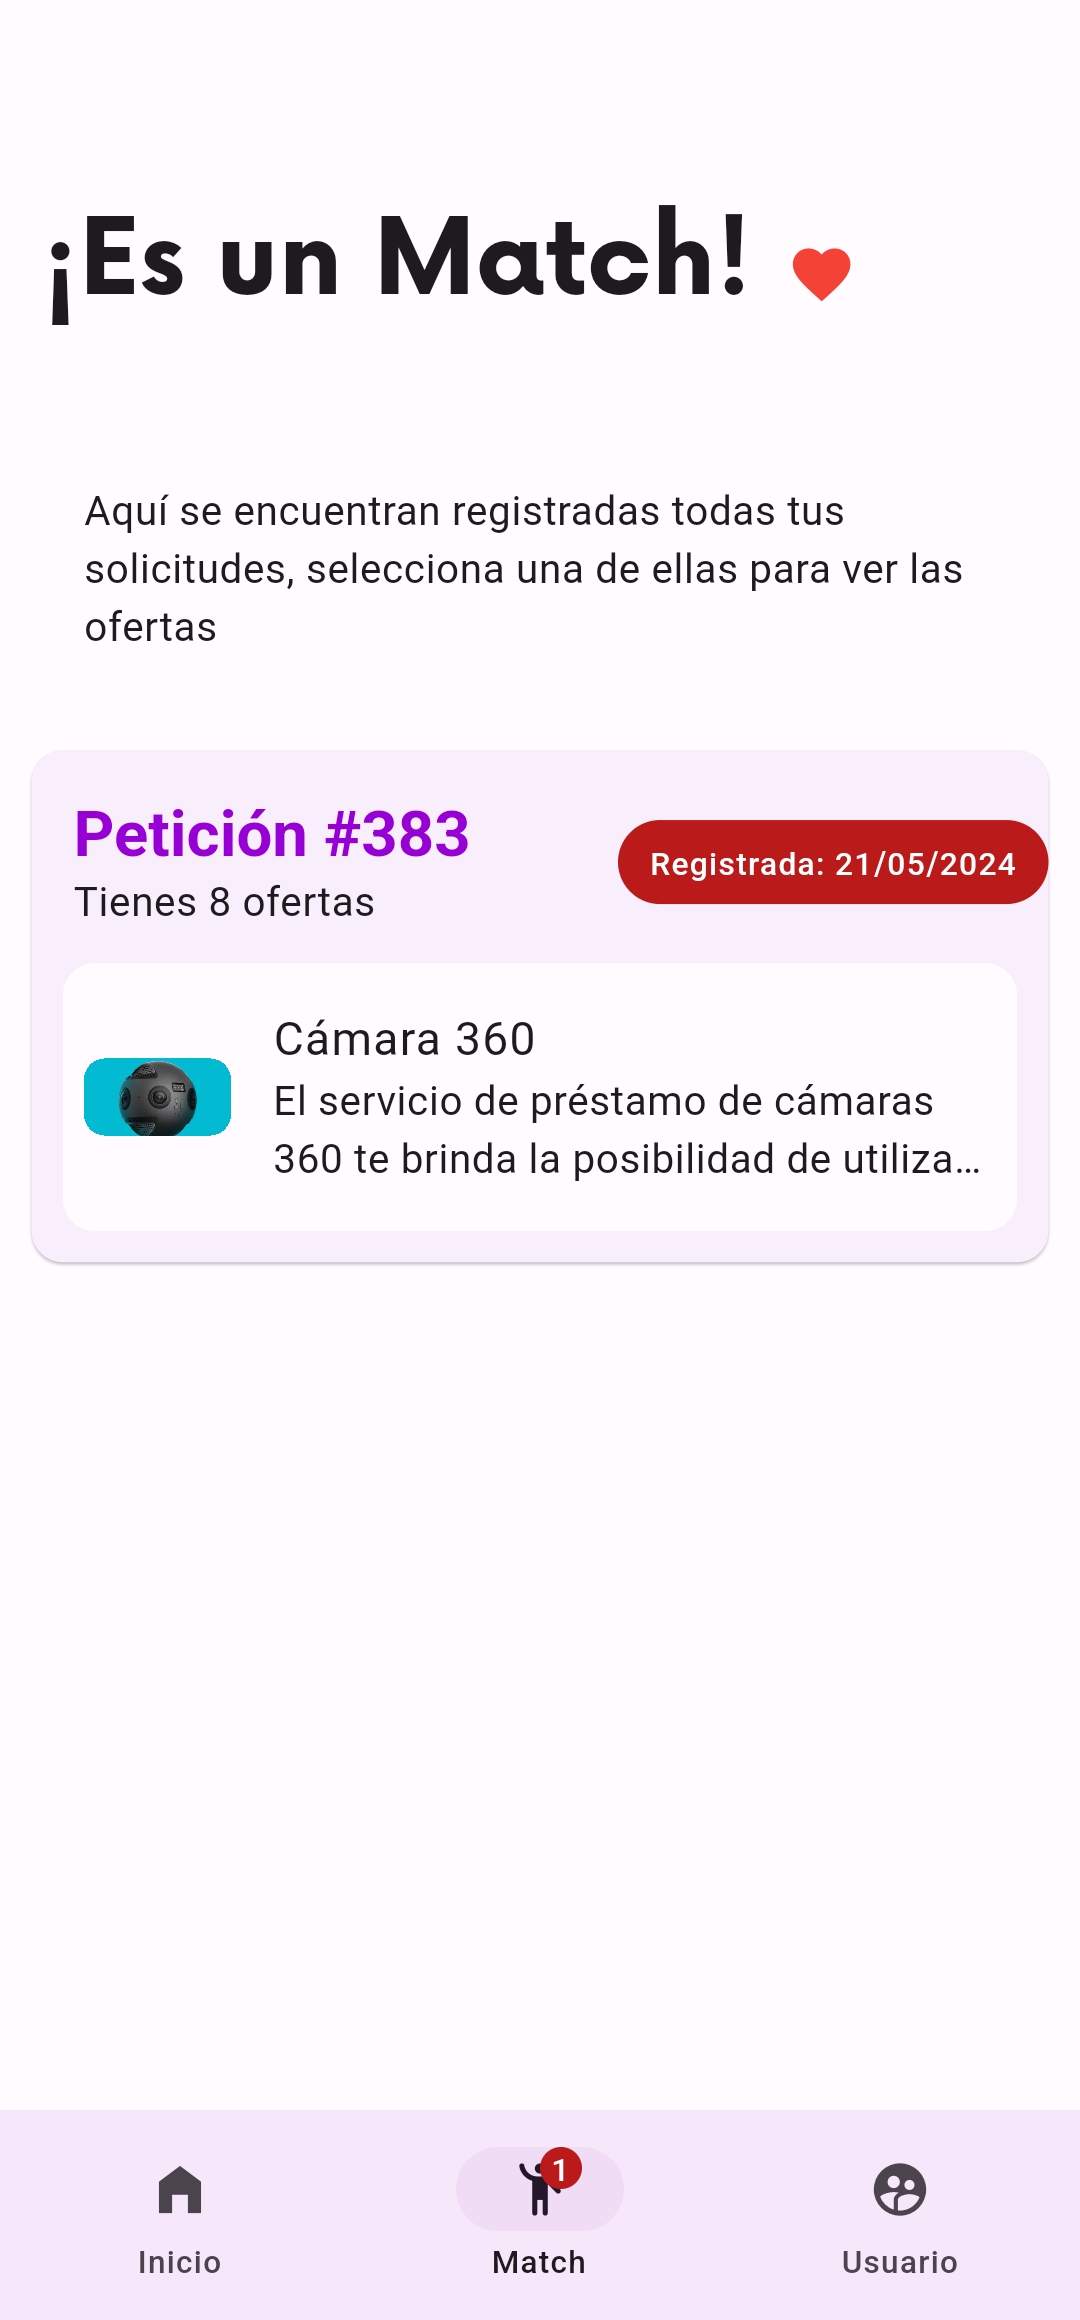 ¡Es un Match!
Aquí se encuentran registradas todas tus
solicitudes, selecciona una de ellas para ver las
ofertas
Petición #383
Registrada: 21/05/2024
Tienes 8 ofertas
Cámara 360
El servicio de préstamo de cámaras
360 te brinda la posibilidad de utiliza…
1
Inicio
Match
Usuario